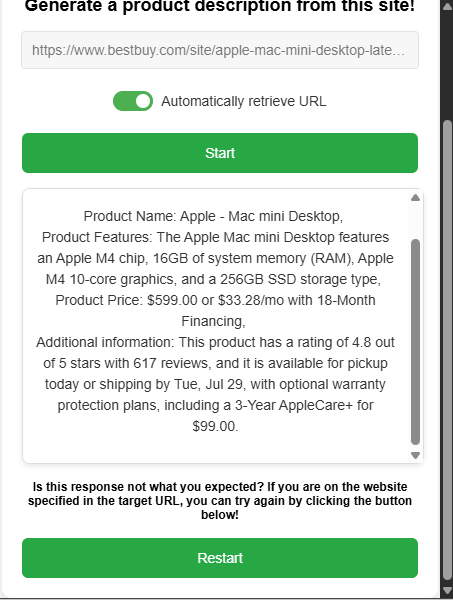 Generate a product description from this site!
https://www.bestbuy.com/site/apple-mac-mini-desktop-late...
Automatically retrieve URL
Start
Product Name: Apple - Mac mini Desktop,
Product Features: The Apple Mac mini Desktop features
an Apple M4 chip, 16GB of system memory (RAM), Apple
M4 10-core graphics, and a 256GB SSD storage type,
Product Price: $599.00 or $33.28/mo with 18-Month
Financing,
Additional information: This product has a rating of 4.8 out
of 5 stars with 617 reviews, and it is available for pickup
today or shipping by Tue, Jul 29, with optional warranty
protection plans, including a 3-Year AppleCare+ for
$99.00.
Is this response not what you expected? If you are on the website
specified in the target URL, you can try again by clicking the button
below!
Restart